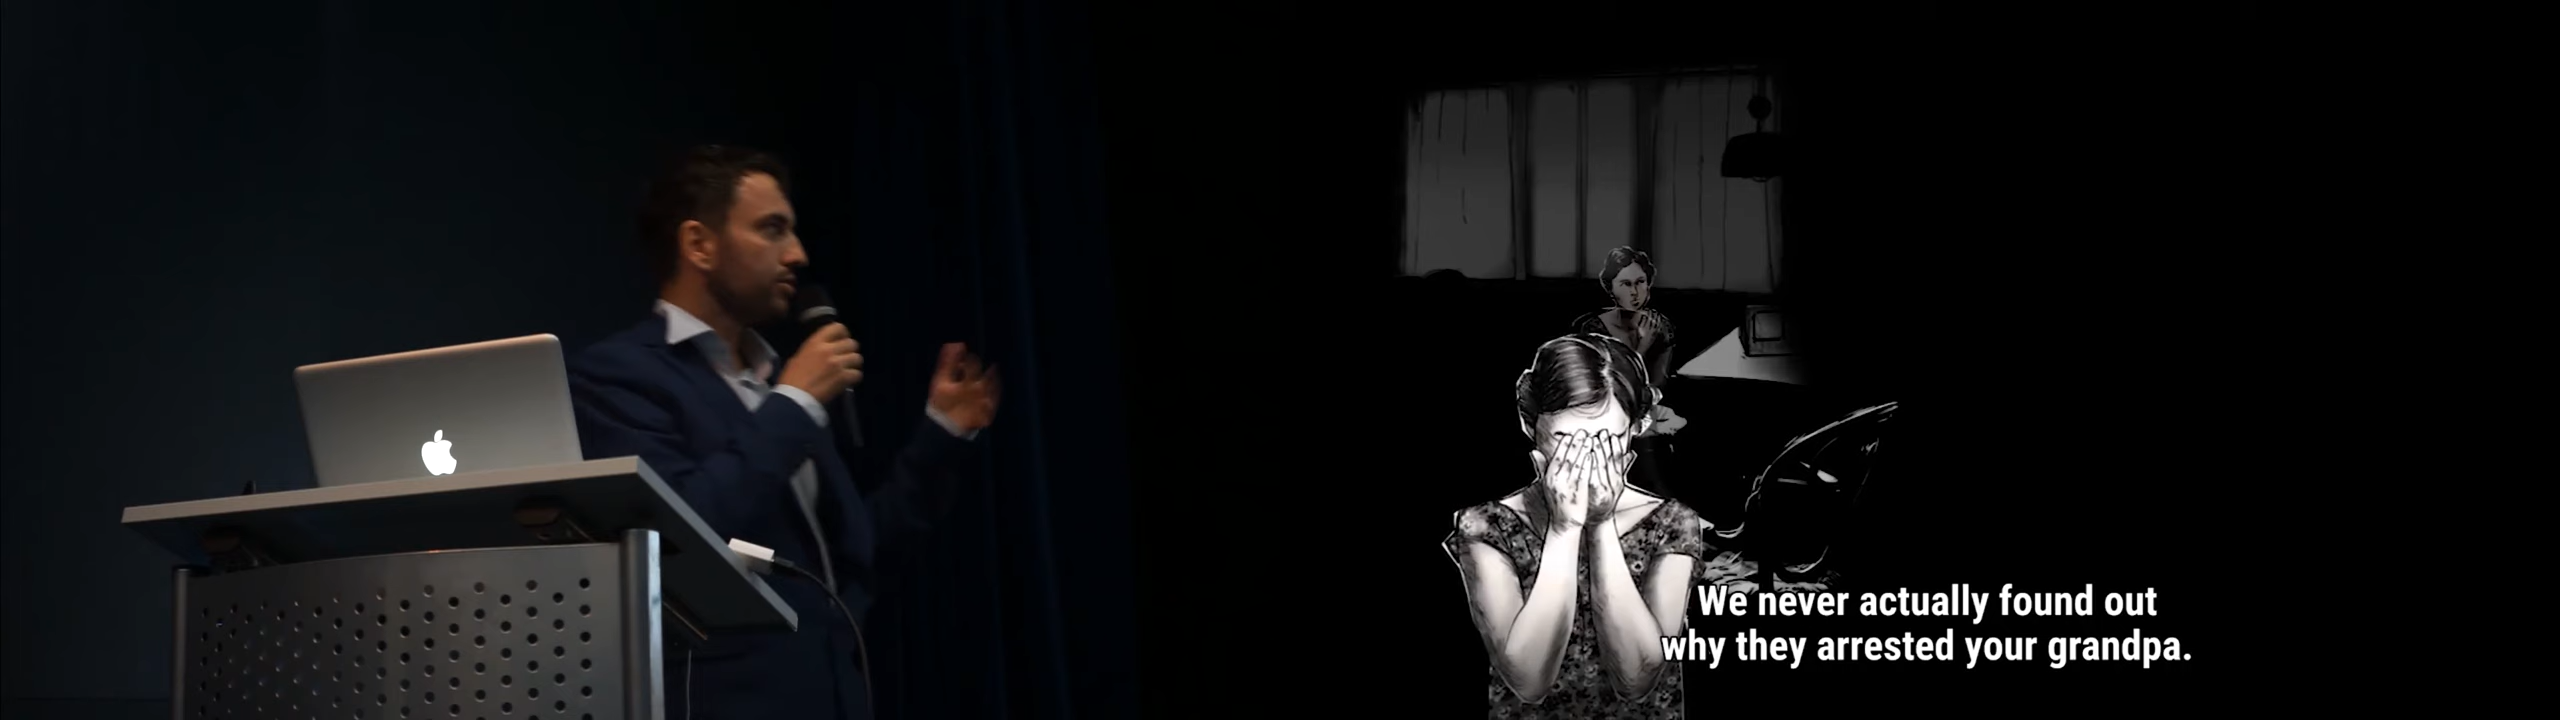 We never actually found out
why they arrested your grandpa.